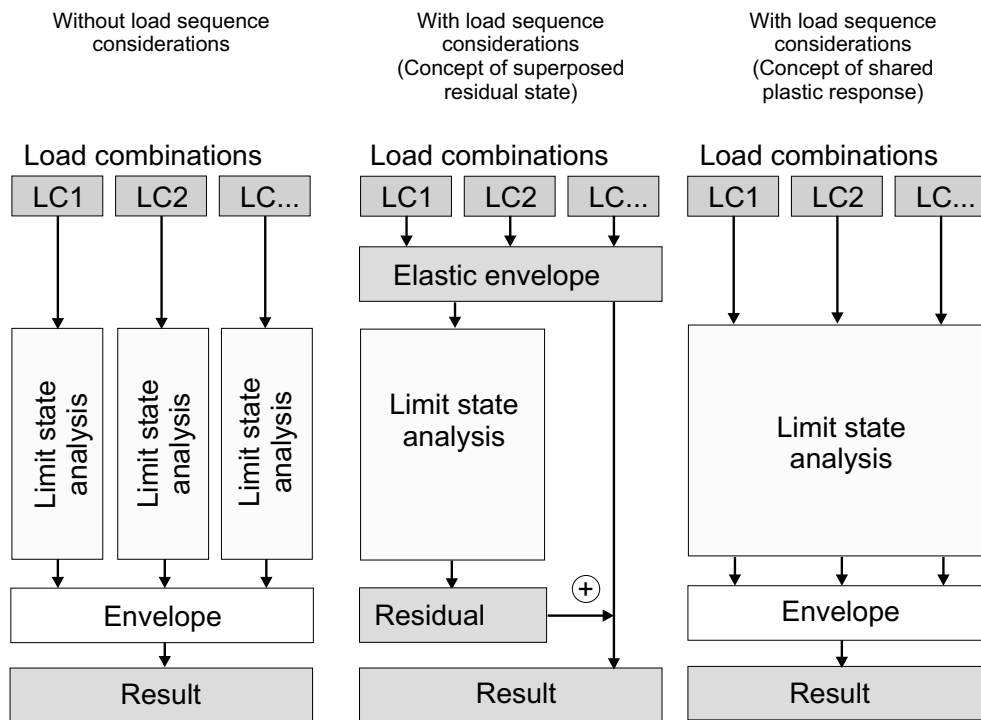 Without load sequence
considerations
With load sequence
considerations
(Concept of superposed
residual state)
With load sequence
considerations
(Concept of shared
plastic response)
Load combinations
LC1
LC2
LC...
Limit state
analysis
Limit state
analysis
Limit state
analysis
Envelope
Result
Load combinations
LC1
LC2
LC...
Elastic envelope
Limit state
analysis
Residual
+
Result
Load combinations
LC1
LC2
LC...
Limit state
analysis
Envelope
Result